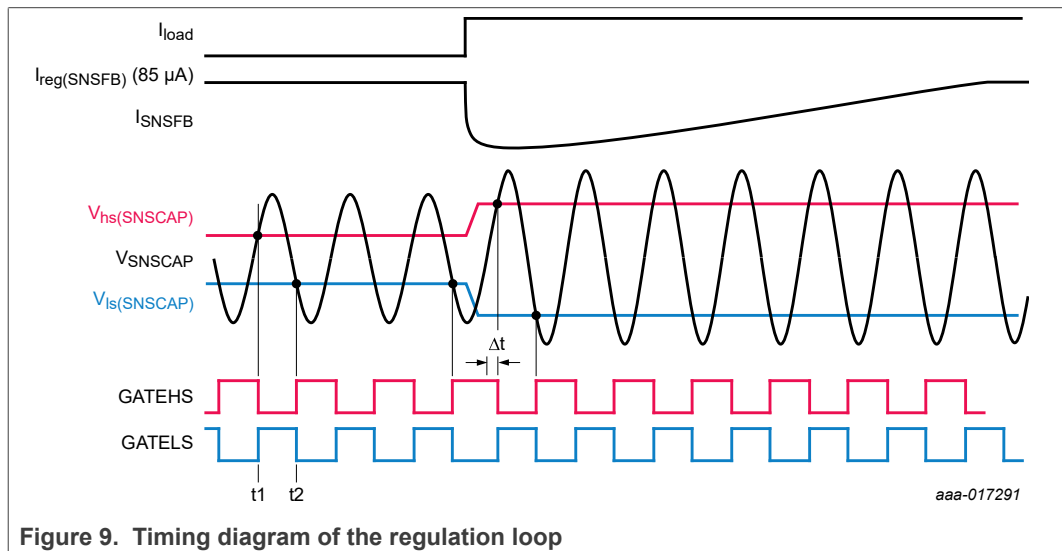 Iload
Ireg(SNSFB) (85 µA)
ISNSFB
Vhs(SNSCAP)
VSNSCAP
Vls(SNSCAP)
Δt
GATEHS
GATELS
t1 t2
aaa-017291
Figure 9. Timing diagram of the regulation loop